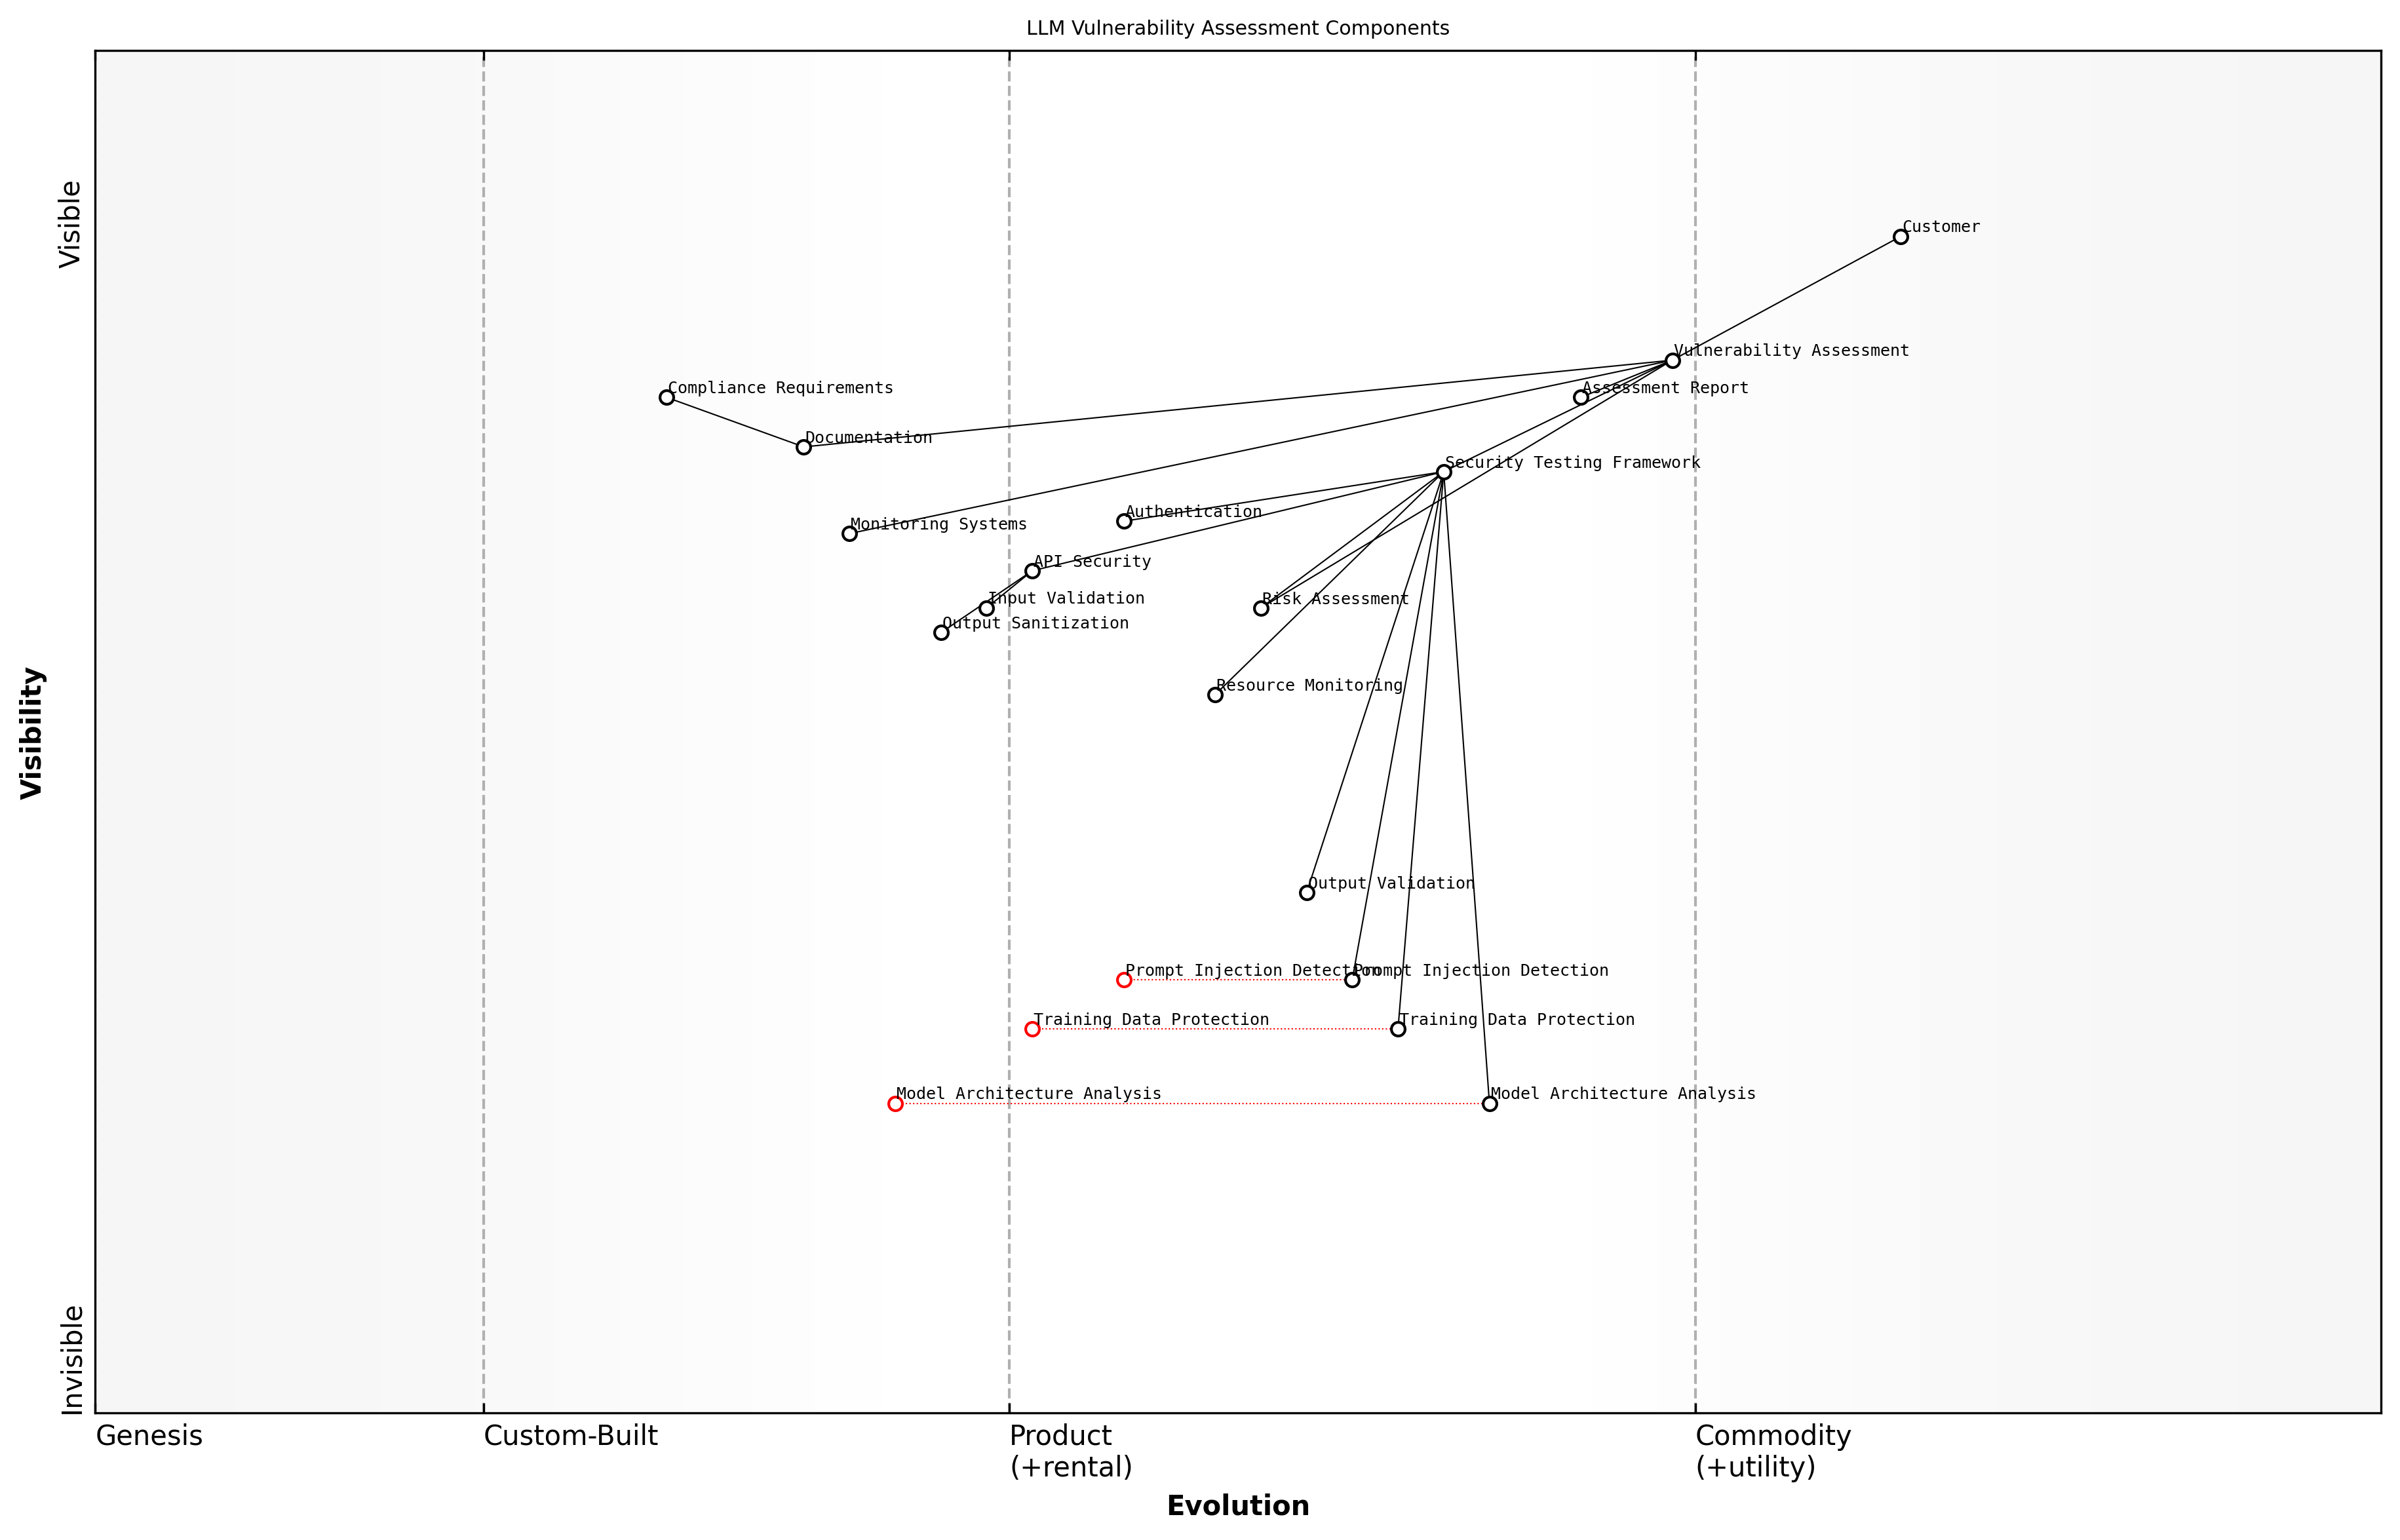 LLM Vulnerability Assessment Components
Visible
Customer
Vulnerability Assessment
Compliance Requirements
Assessment Report
Documentation
Security Testing Framework
Authentication
Monitoring Systems
API Security
Input Validation
Risk Assessment
Output Sanitization
Resource Monitoring
Visibility
Output Validation
Prompt Injection Detection
Prompt Injection Detection
Training Data Protection
Training Data Protection
Model Architecture Analysis
Model Architecture Analysis
Invisible
Genesis
Custom-Built
Product
(+rental)
Commodity
(+utility)
Evolution